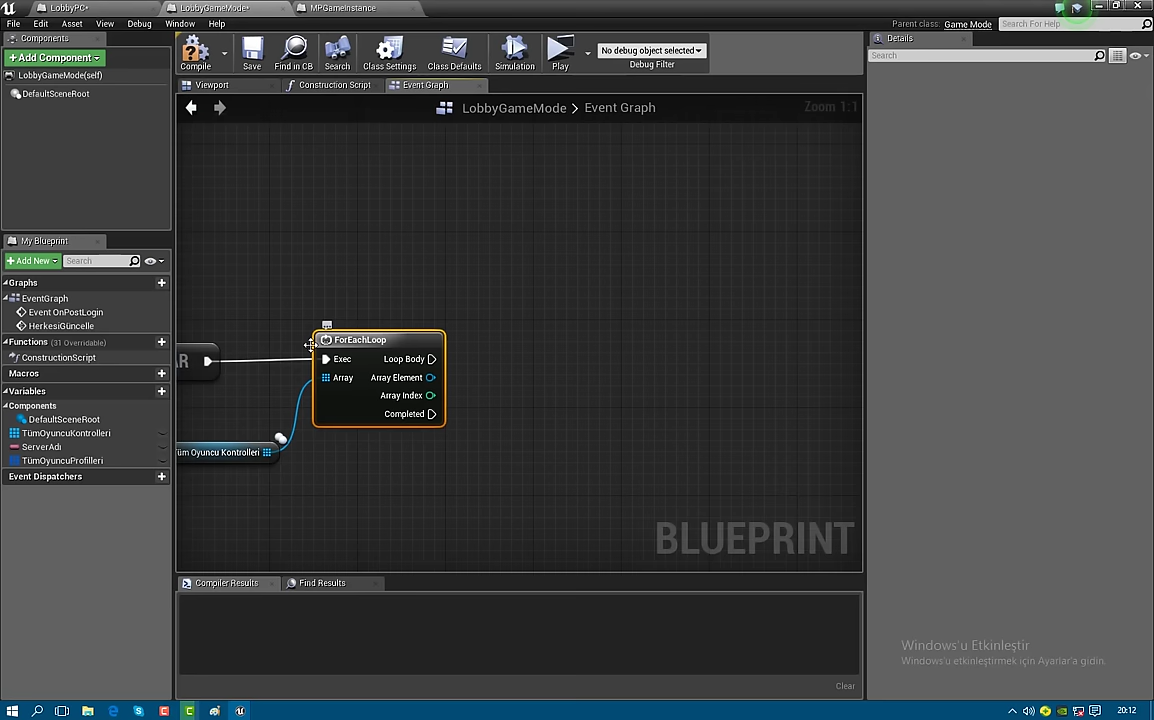 LobbyPC*
LobbyGameMode*
MPGameInstance
File Edit Asset View Debug Window Help
Parent class: Game Mode
Search For Help
Components
+Add Component
LobbyGameMode(self)
DefaultSceneRoot
Compile
Save
Find in CB
Search
Class Settings
Class Defaults
Simulation
Play
No debug object selected
Debug Filter
Details
Search
Viewport
Construction Script
Event Graph
LobbyGameMode > Event Graph
Zoom 1:1
My Blueprint
+Add New
Search
Graphs
EventGraph
Event OnPostLogin
HerkesiGüncelle
Functions (31 Overridable)
ConstructionScript
Macros
Variables
Components
DefaultSceneRoot
TümOyuncuKontrolleri
ServerAdı
TümOyuncuProfilleri
Event Dispatchers
AR
ForEachLoop
Exec
Loop Body
Array
Array Element
Array Index
Completed
Tüm Oyuncu Kontrolleri
BLUEPRINT
Compiler Results
Find Results
Clear
Windows'u Etkinleştir
Windows'u etkinleştirmek için Ayarlar'a gidin.
20:12